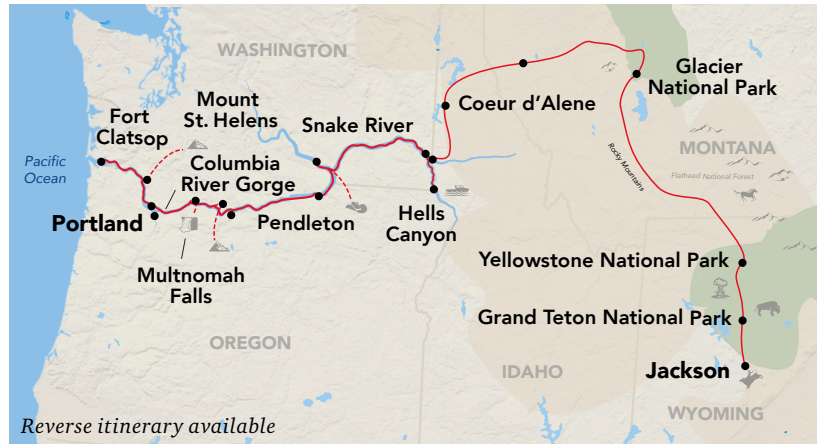 WASHINGTON
Fort
Clatsop
Mount
St. Helens
Snake River
Coeur d'Alene
Glacier
National Park
MONTANA
Pacific
Ocean
Columbia
River Gorge
Rocky Mountains
Flathead National Forest
Portland
Pendleton
Hells
Canyon
Multnomah
Falls
Yellowstone National Park
Grand Teton National Park
OREGON
IDAHO
Jackson
WYOMING
Reverse itinerary available